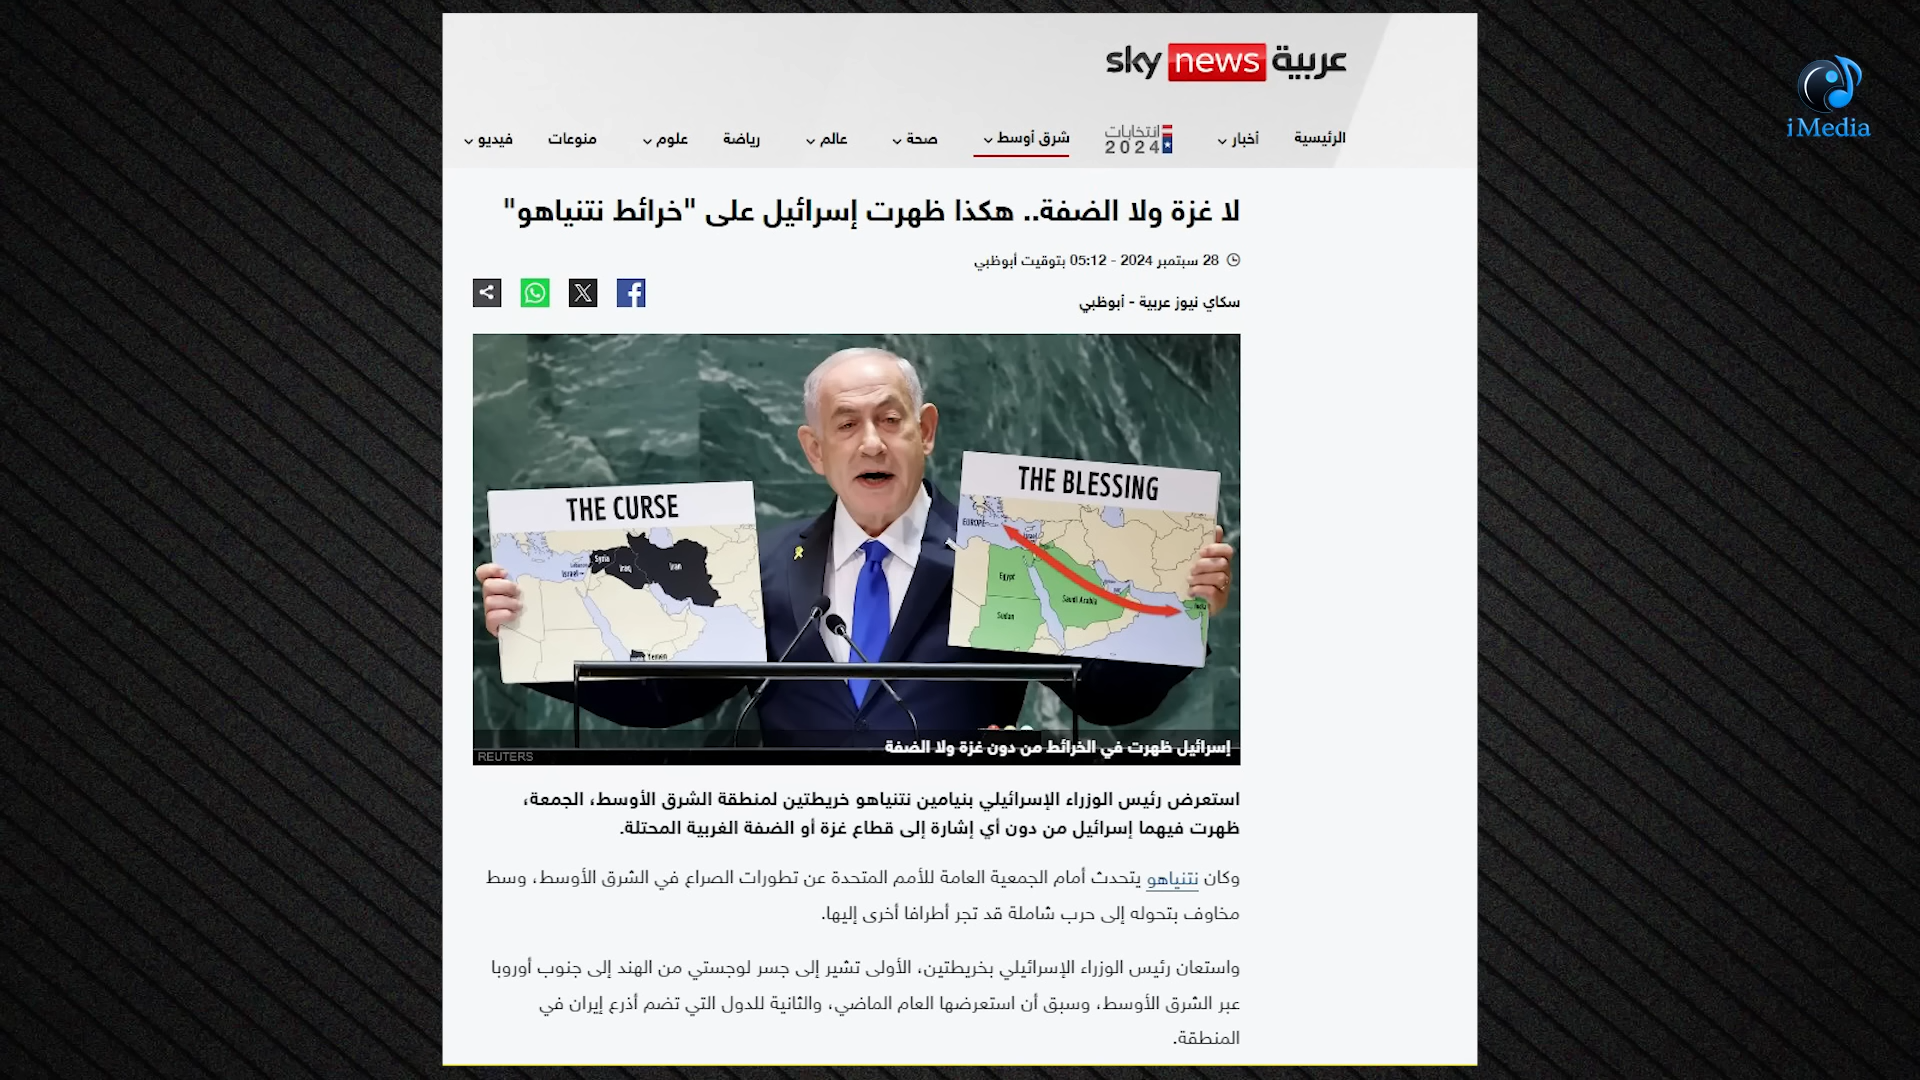 sky news عربية
iMedia
الرئيسية
أخبار
انتخابات
2024
شرق أوسط
صحة
عالم
رياضة
علوم
منوعات
فيديو
لا غزة ولا الضفة.. هكذا ظهرت إسرائيل على "خرائط نتنياهو"
28 سبتمبر 2024 - 05:12 بتوقيت أبوظبي
سكاي نيوز عربية - أبوظبي
THE CURSE
Syria
Lebanon
Israel
Iraq
Iran
Yemen
THE BLESSING
EUROPE
Israel
Egypt
Saudi Arabia
Sudan
India
إسرائيل ظهرت في الخرائط من دون غزة ولا الضفة
REUTERS
استعرض رئيس الوزراء الإسرائيلي بنيامين نتنياهو خريطتين لمنطقة الشرق الأوسط، الجمعة،
ظهرت فيهما إسرائيل من دون أي إشارة إلى قطاع غزة أو الضفة الغربية المحتلة.
وكان نتنياهو يتحدث أمام الجمعية العامة للأمم المتحدة عن تطورات الصراع في الشرق الأوسط، وسط
مخاوف بتحوله إلى حرب شاملة قد تجر أطرافا أخرى إليها.
واستعان رئيس الوزراء الإسرائيلي بخريطتين، الأولى تشير إلى جسر لوجستي من الهند إلى جنوب أوروبا
عبر الشرق الأوسط، وسبق أن استعرضها العام الماضي، والثانية للدول التي تضم أذرع إيران في
المنطقة.